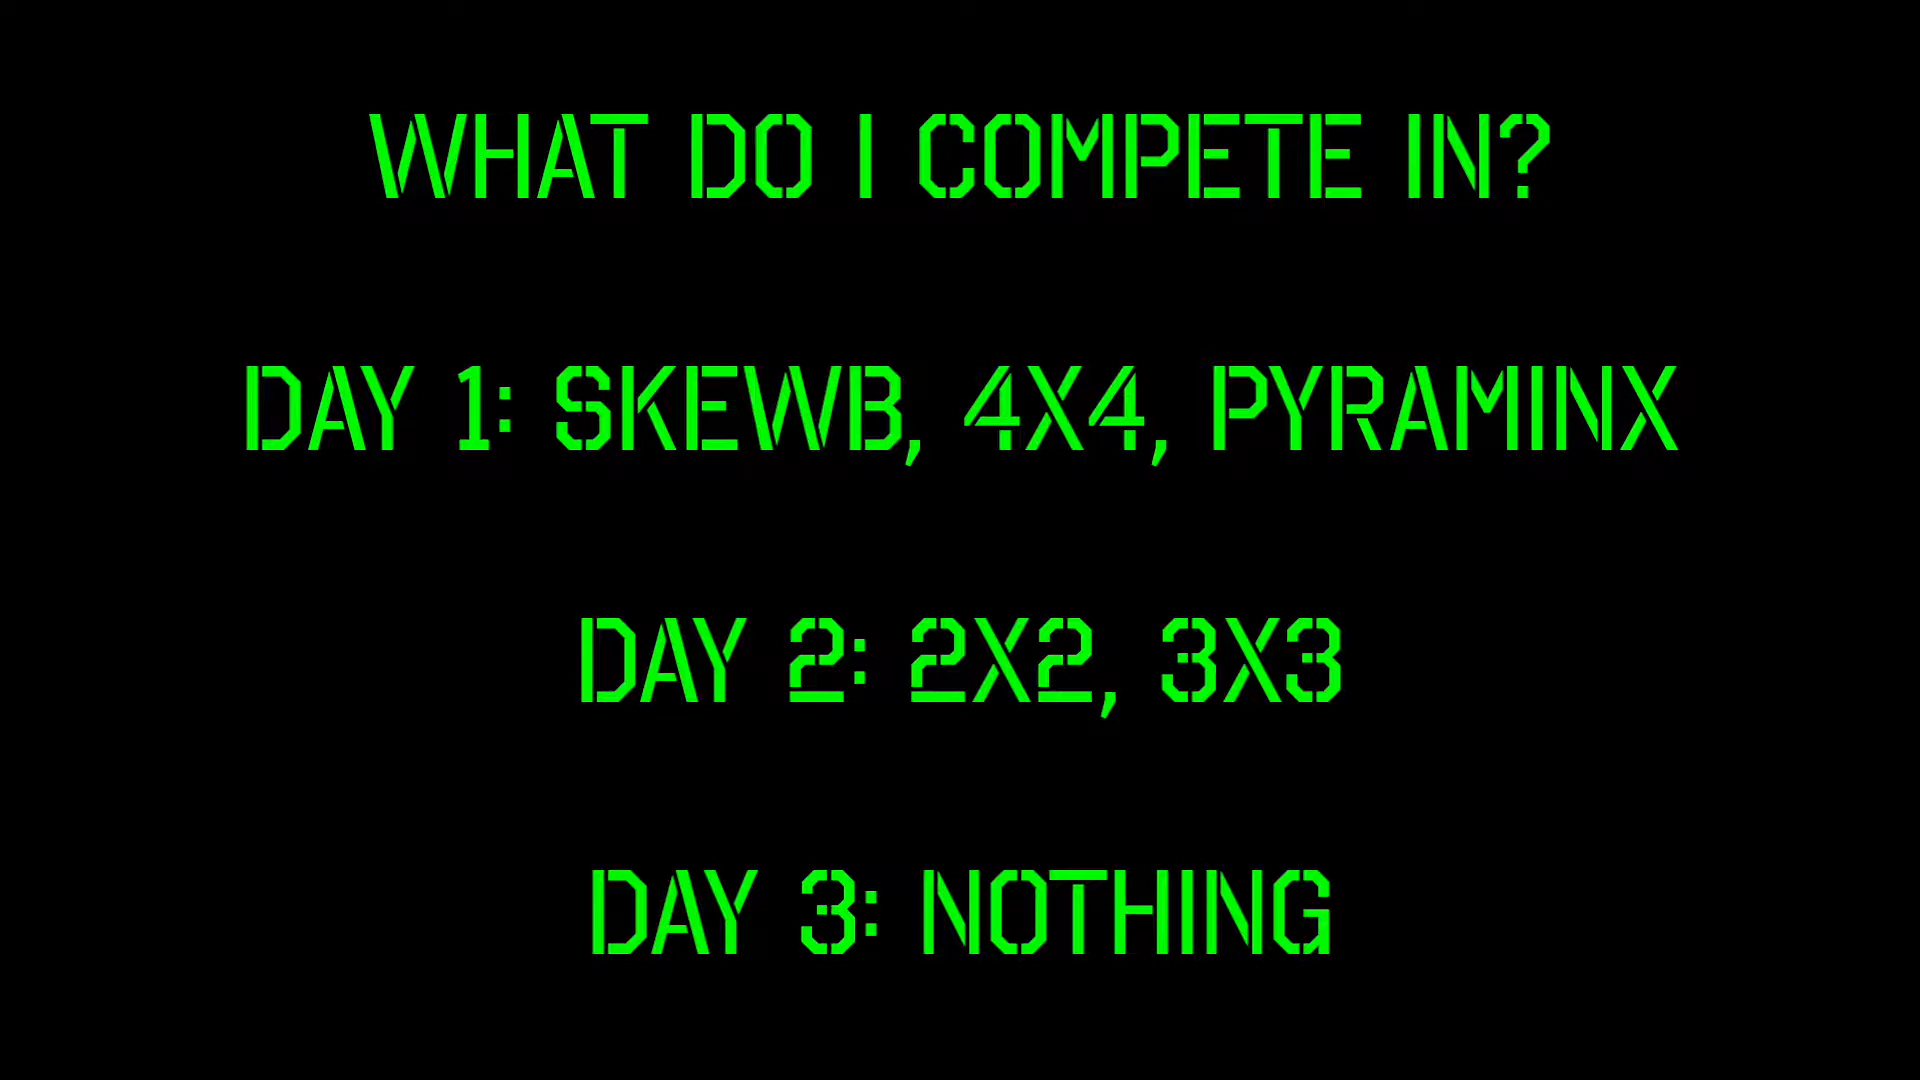 WHAT DO I COMPETE IN?
DAY 1: SKEWB, 4X4, PYRAMINX
DAY 2: 2X2, 3X3
DAY 3: NOTHING